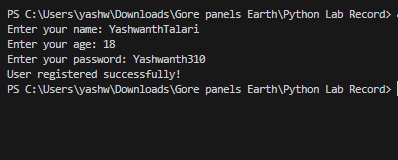 PS C:\Users\yashw\Downloads\Gore panels Earth\Python Lab Record>
Enter your name: YashwanthTalari
Enter your age: 18
Enter your password: Yashwanth310
User registered successfully!
PS C:\Users\yashw\Downloads\Gore panels Earth\Python Lab Record>